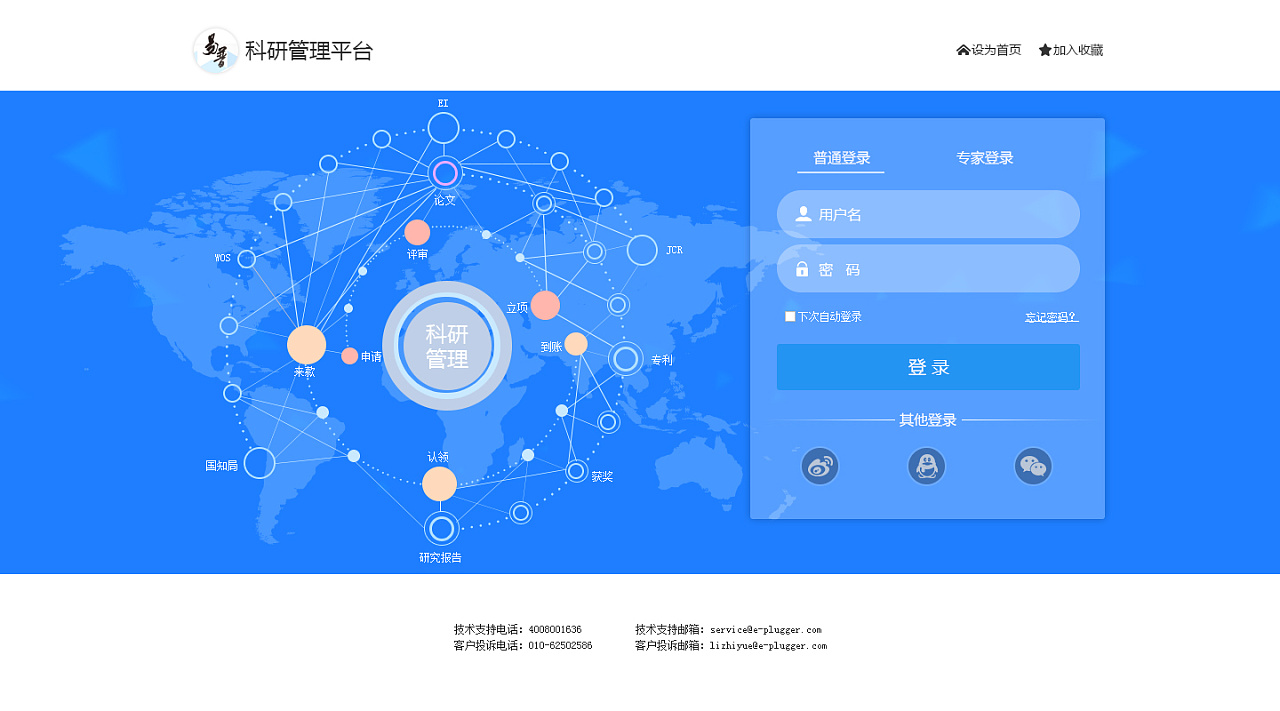 易普
科研管理平台
设为首页 加入收藏
EI
论文
评审
WOS
JCR
立项
到账
专利
申请
来款
科研
管理
国知局
认领
获奖
研究报告
普通登录 专家登录
用户名
密 码
下次自动登录 忘记密码?
登 录
其他登录
技术支持电话: 4008001636 技术支持邮箱: service@e-plugger.com
客户投诉电话: 010-62502586 客户投诉邮箱: lizhiyue@e-plugger.com